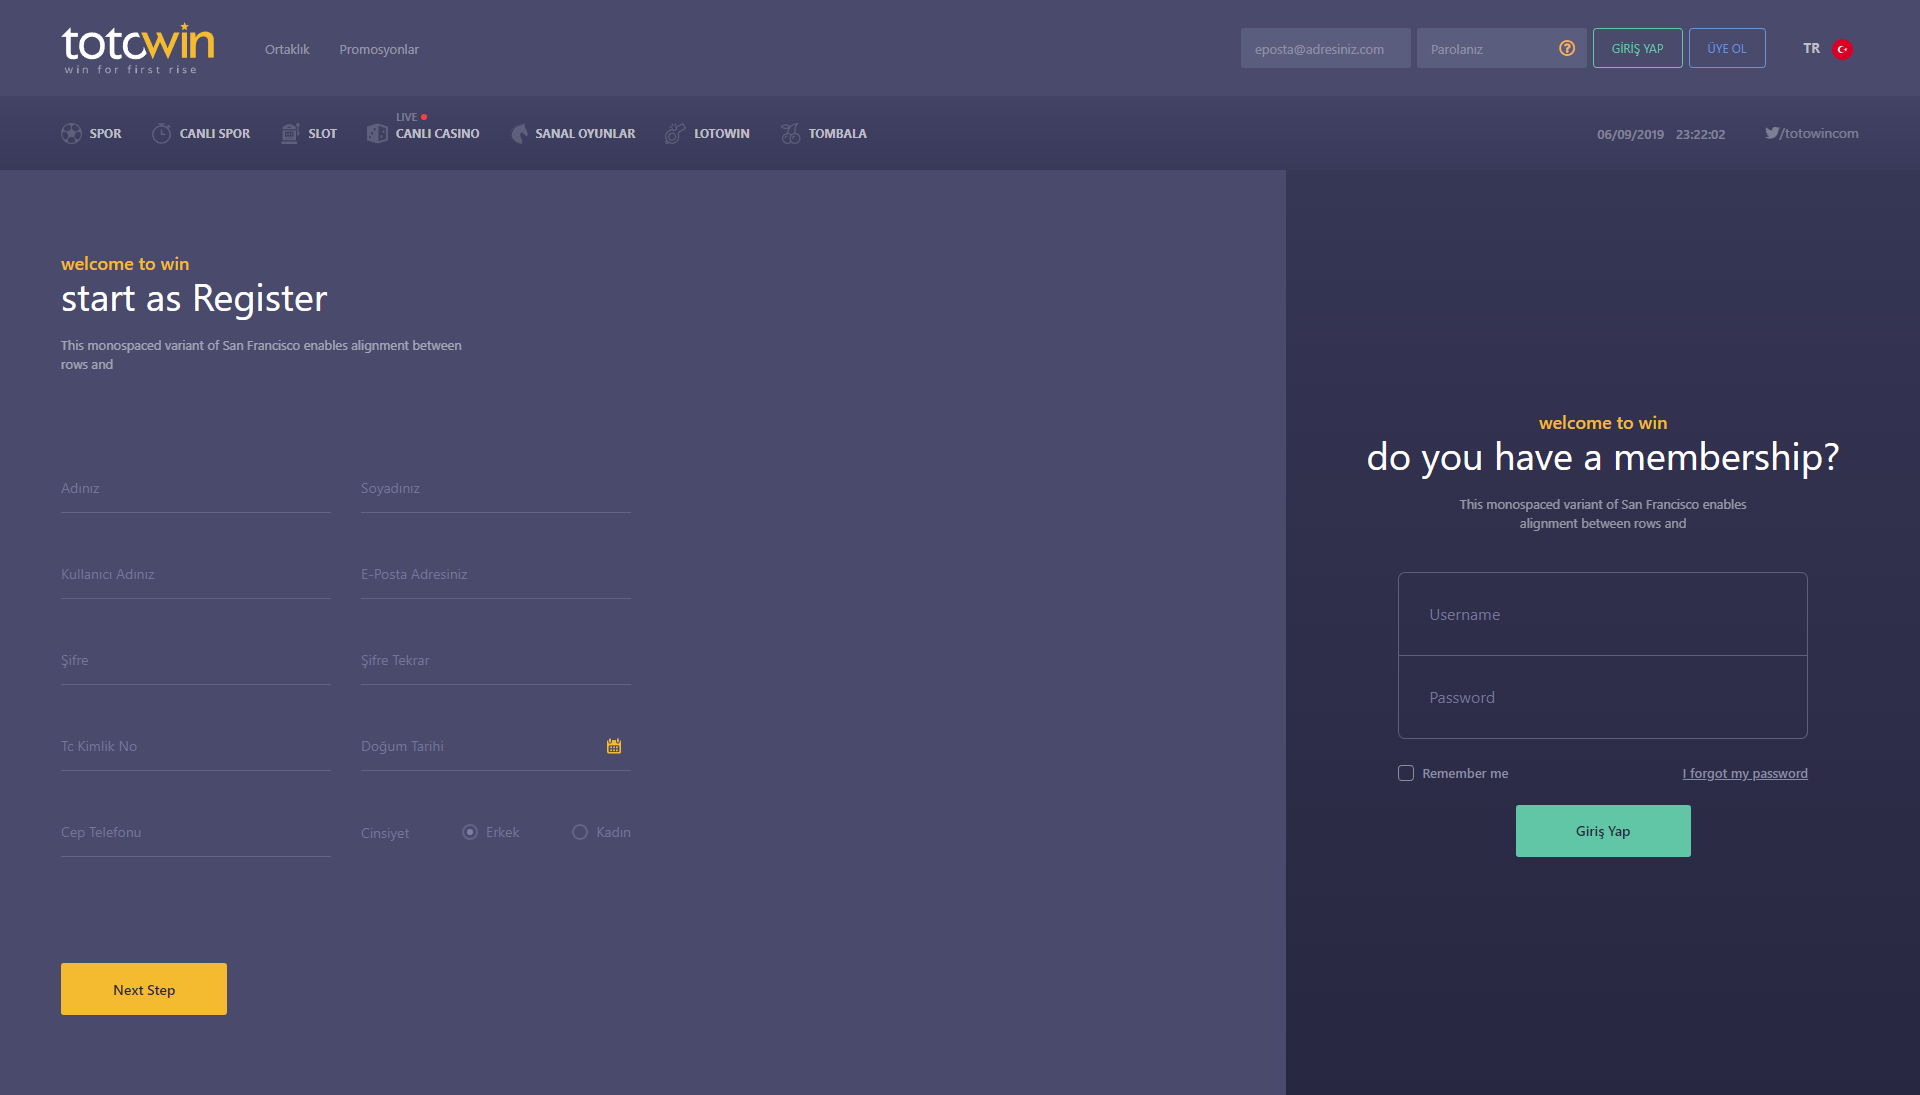 totowin
win for first rise
Ortaklık
Promosyonlar
eposta@adresiniz.com
Parolanız
GİRİŞ YAP
ÜYE OL
TR
SPOR
CANLI SPOR
SLOT
LIVE
CANLI CASINO
SANAL OYUNLAR
LOTOWIN
TOMBALA
06/09/2019 23:22:02
/totowincom
welcome to win
start as Register
This monospaced variant of San Francisco enables alignment between
rows and
Adınız
Soyadınız
Kullanıcı Adınız
E-Posta Adresiniz
Şifre
Şifre Tekrar
Tc Kimlik No
Doğum Tarihi
Cep Telefonu
Cinsiyet
Erkek
Kadın
Next Step
welcome to win
do you have a membership?
This monospaced variant of San Francisco enables
alignment between rows and
Username
Password
Remember me
I forgot my password
Giriş Yap